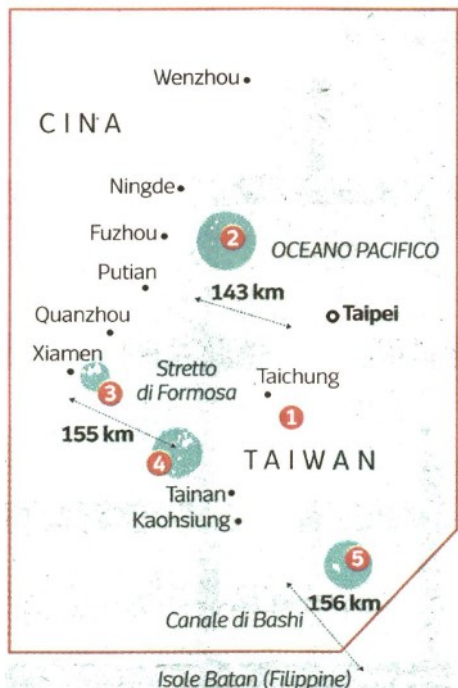 Wenzhou
CINA
Ningde
Fuzhou
2
OCEANO PACIFICO
Putian
143 km
Quanzhou
Taipei
Xiamen
Stretto
di Formosa
3
Taichung
1
155 km
4
TAIWAN
Tainan
Kaohsiung
5
156 km
Canale di Bashi
Isole Batan (Filippine)